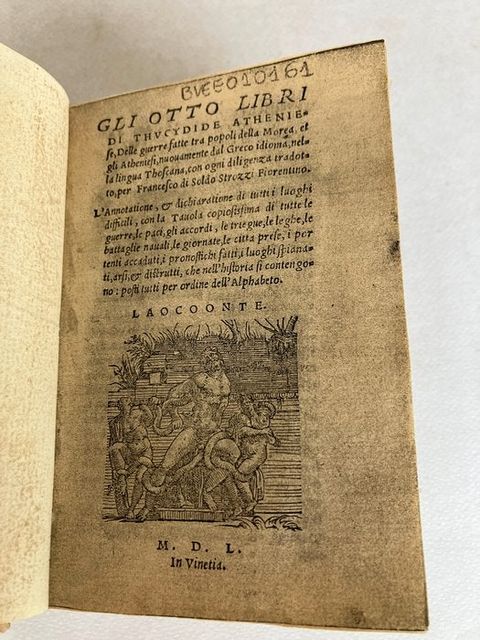 BVEE010161
GLI OTTO LIBRI
DI THVCYDIDE ATHENIE-
se, Delle guerre fatte tra popoli della Morea, et
gli Atheniesi, nuouamente dal Greco idioma, nel-
la lingua Thoscana, con ogni diligenza tradot-
to, per Francesco di Soldo Strozzi Fiorentino.
L'Annotatione, & dichiaratione di tutti i luoghi
difficili, con la Tauola copiosissima di tutte le
guerre, le paci, gli accordi, le triegue, le leghe, le
battaglie nauali, le giornate, le citta prese, i por
tenti accaduti, i pronostichi fatti, i luoghi spiana-
ti, arsi, & distrutti, che nell'historia si contengo-
no: posti tutti per ordine dell'Alphabeto.
LAOCOONTE.
M. D. L.
In Vinetia.